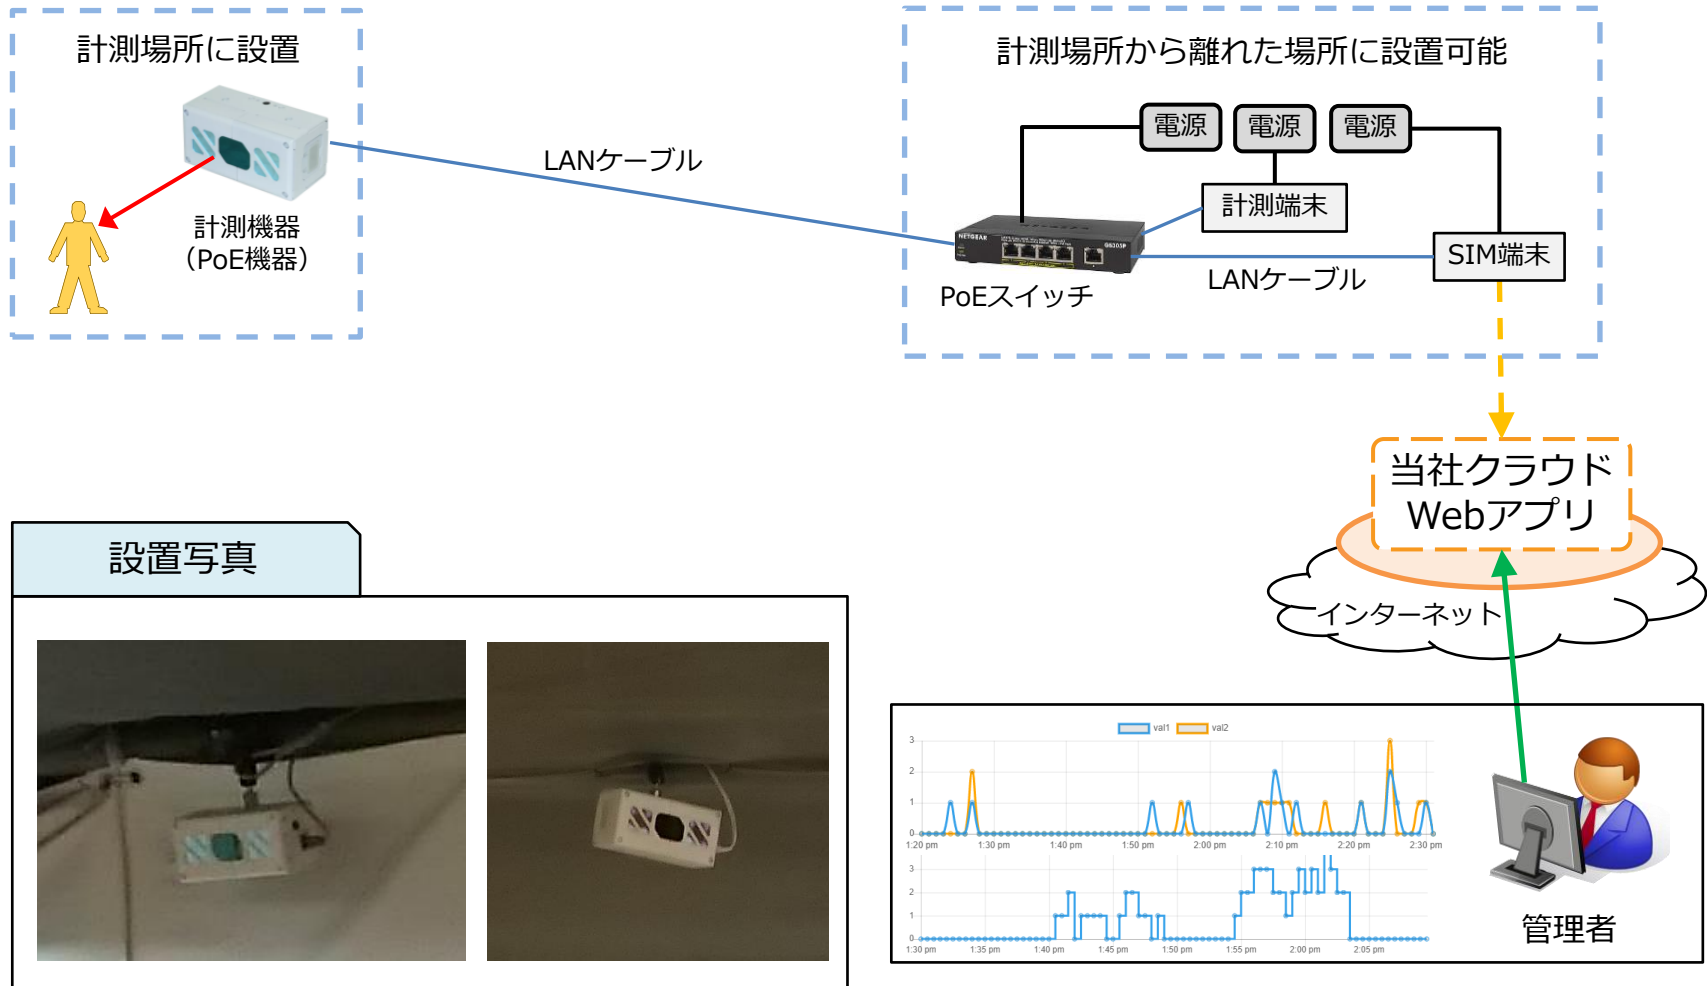 計測場所に設置
計測機器
（PoE機器）
LANケーブル
計測場所から離れた場所に設置可能
電源
電源
電源
計測端末
NETGEAR
GS305P
SIM端末
PoEスイッチ
LANケーブル
当社クラウド
Webアプリ
インターネット
設置写真
val1
val2
3
2
1
0
1:20 pm
1:30 pm
1:40 pm
1:50 pm
2:00 pm
2:10 pm
2:20 pm
2:30 pm
3
2
1
0
1:30 pm
1:35 pm
1:40 pm
1:45 pm
1:50 pm
1:55 pm
2:00 pm
2:05 pm
管理者